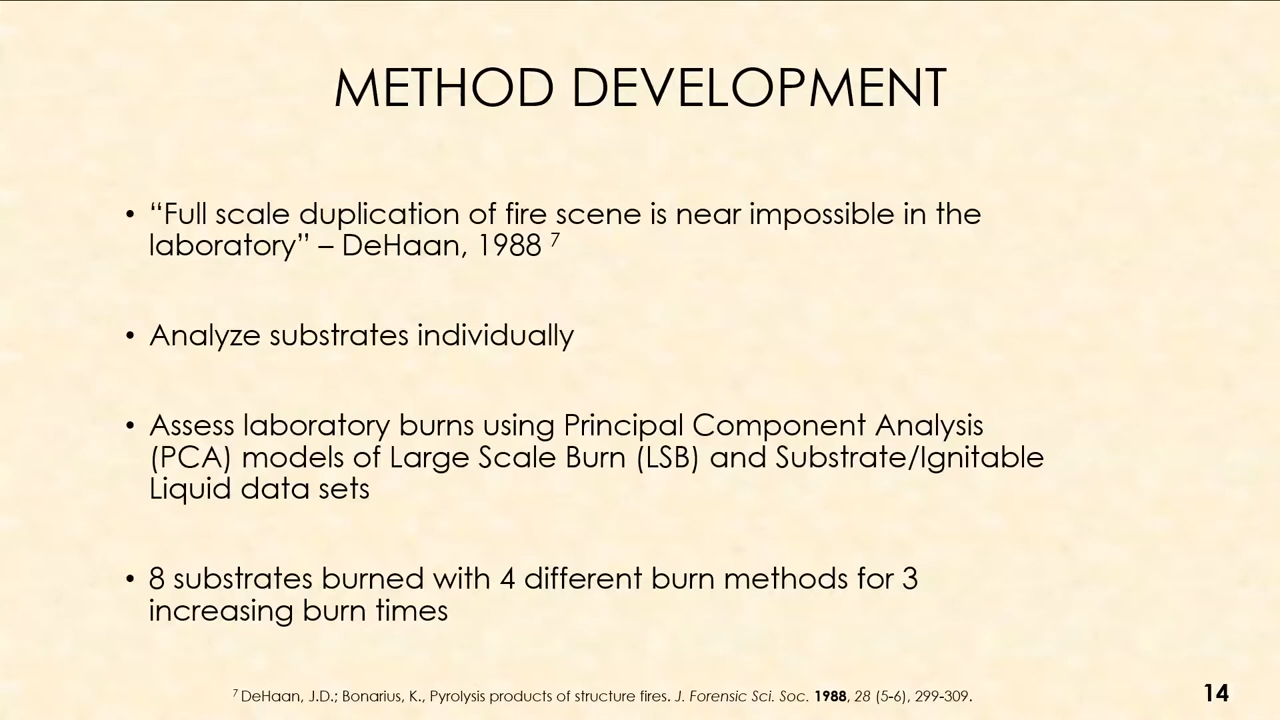 METHOD DEVELOPMENT
• “Full scale duplication of fire scene is near impossible in the
laboratory” – DeHaan, 1988 7
• Analyze substrates individually
• Assess laboratory burns using Principal Component Analysis
(PCA) models of Large Scale Burn (LSB) and Substrate/Ignitable
Liquid data sets
• 8 substrates burned with 4 different burn methods for 3
increasing burn times
7 DeHaan, J.D.; Bonarius, K., Pyrolysis products of structure fires. J. Forensic Sci. Soc. 1988, 28 (5-6), 299-309.
14